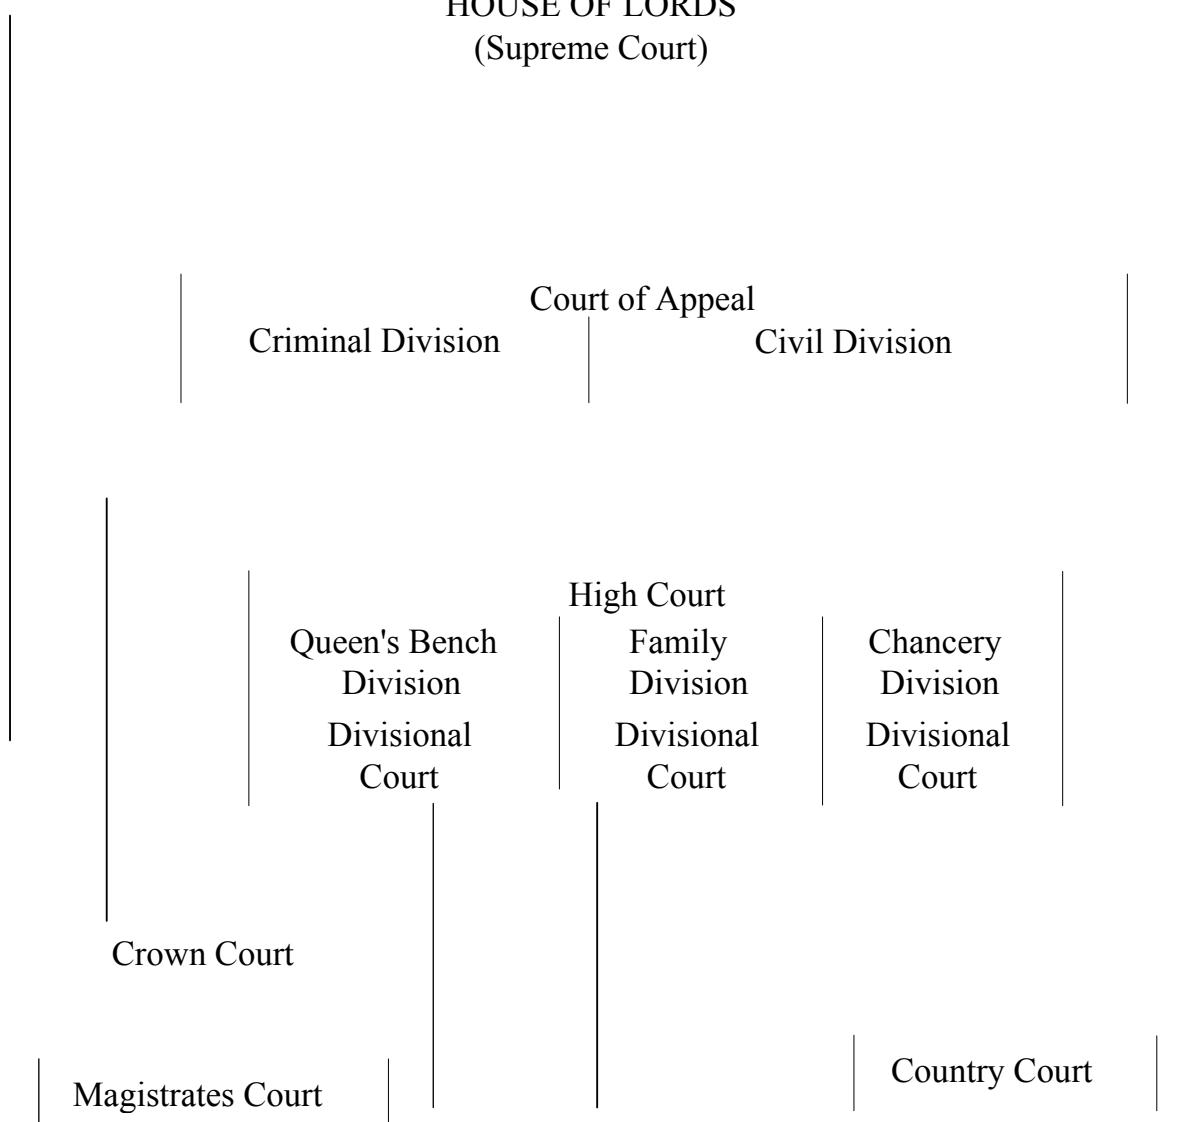 HOUSE OF LORDS
(Supreme Court)
Court of Appeal
Criminal Division
Civil Division
High Court
Queen's Bench
Division
Divisional
Court
Family
Division
Divisional
Court
Chancery
Division
Divisional
Court
Crown Court
Magistrates Court
Country Court